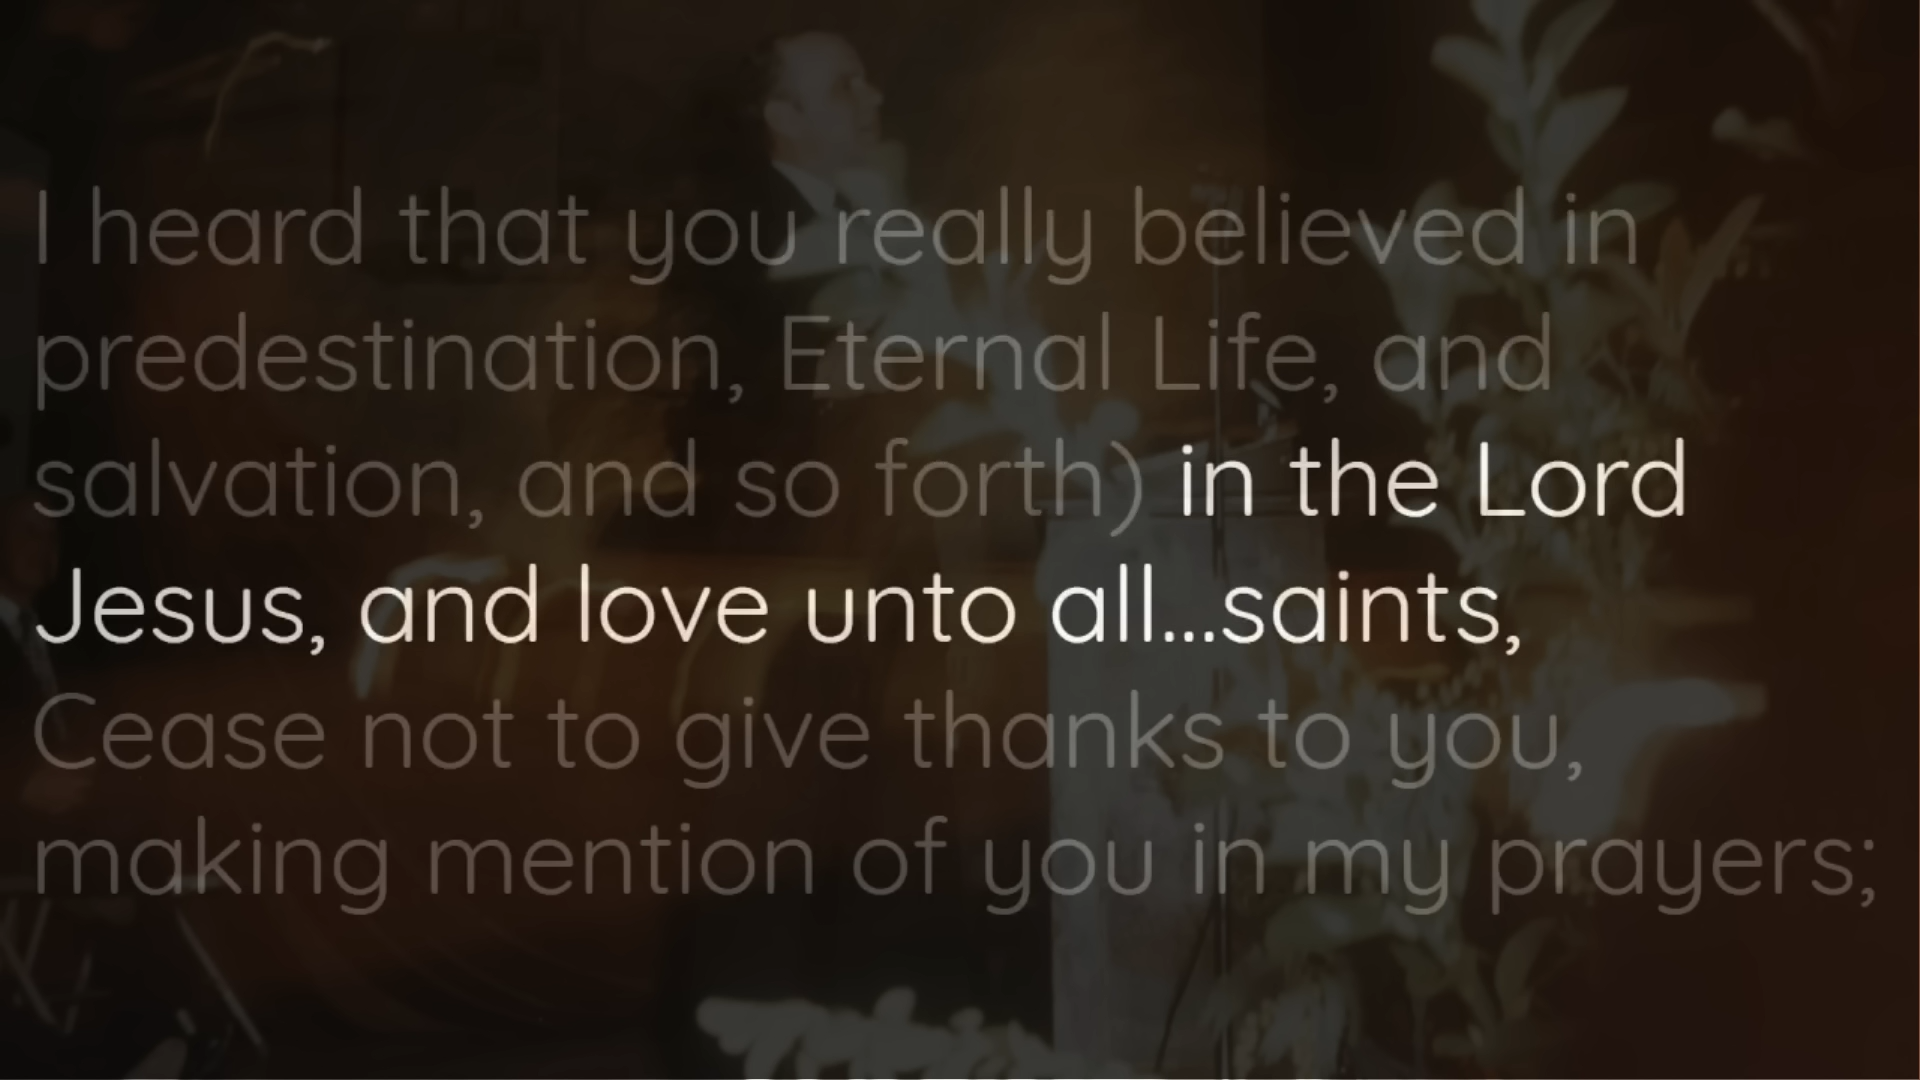 I heard that you really believed in
predestination, Eternal Life, and
salvation, and so forth) in the Lord
Jesus, and love unto all...saints,
Cease not to give thanks to you,
making mention of you in my prayers;